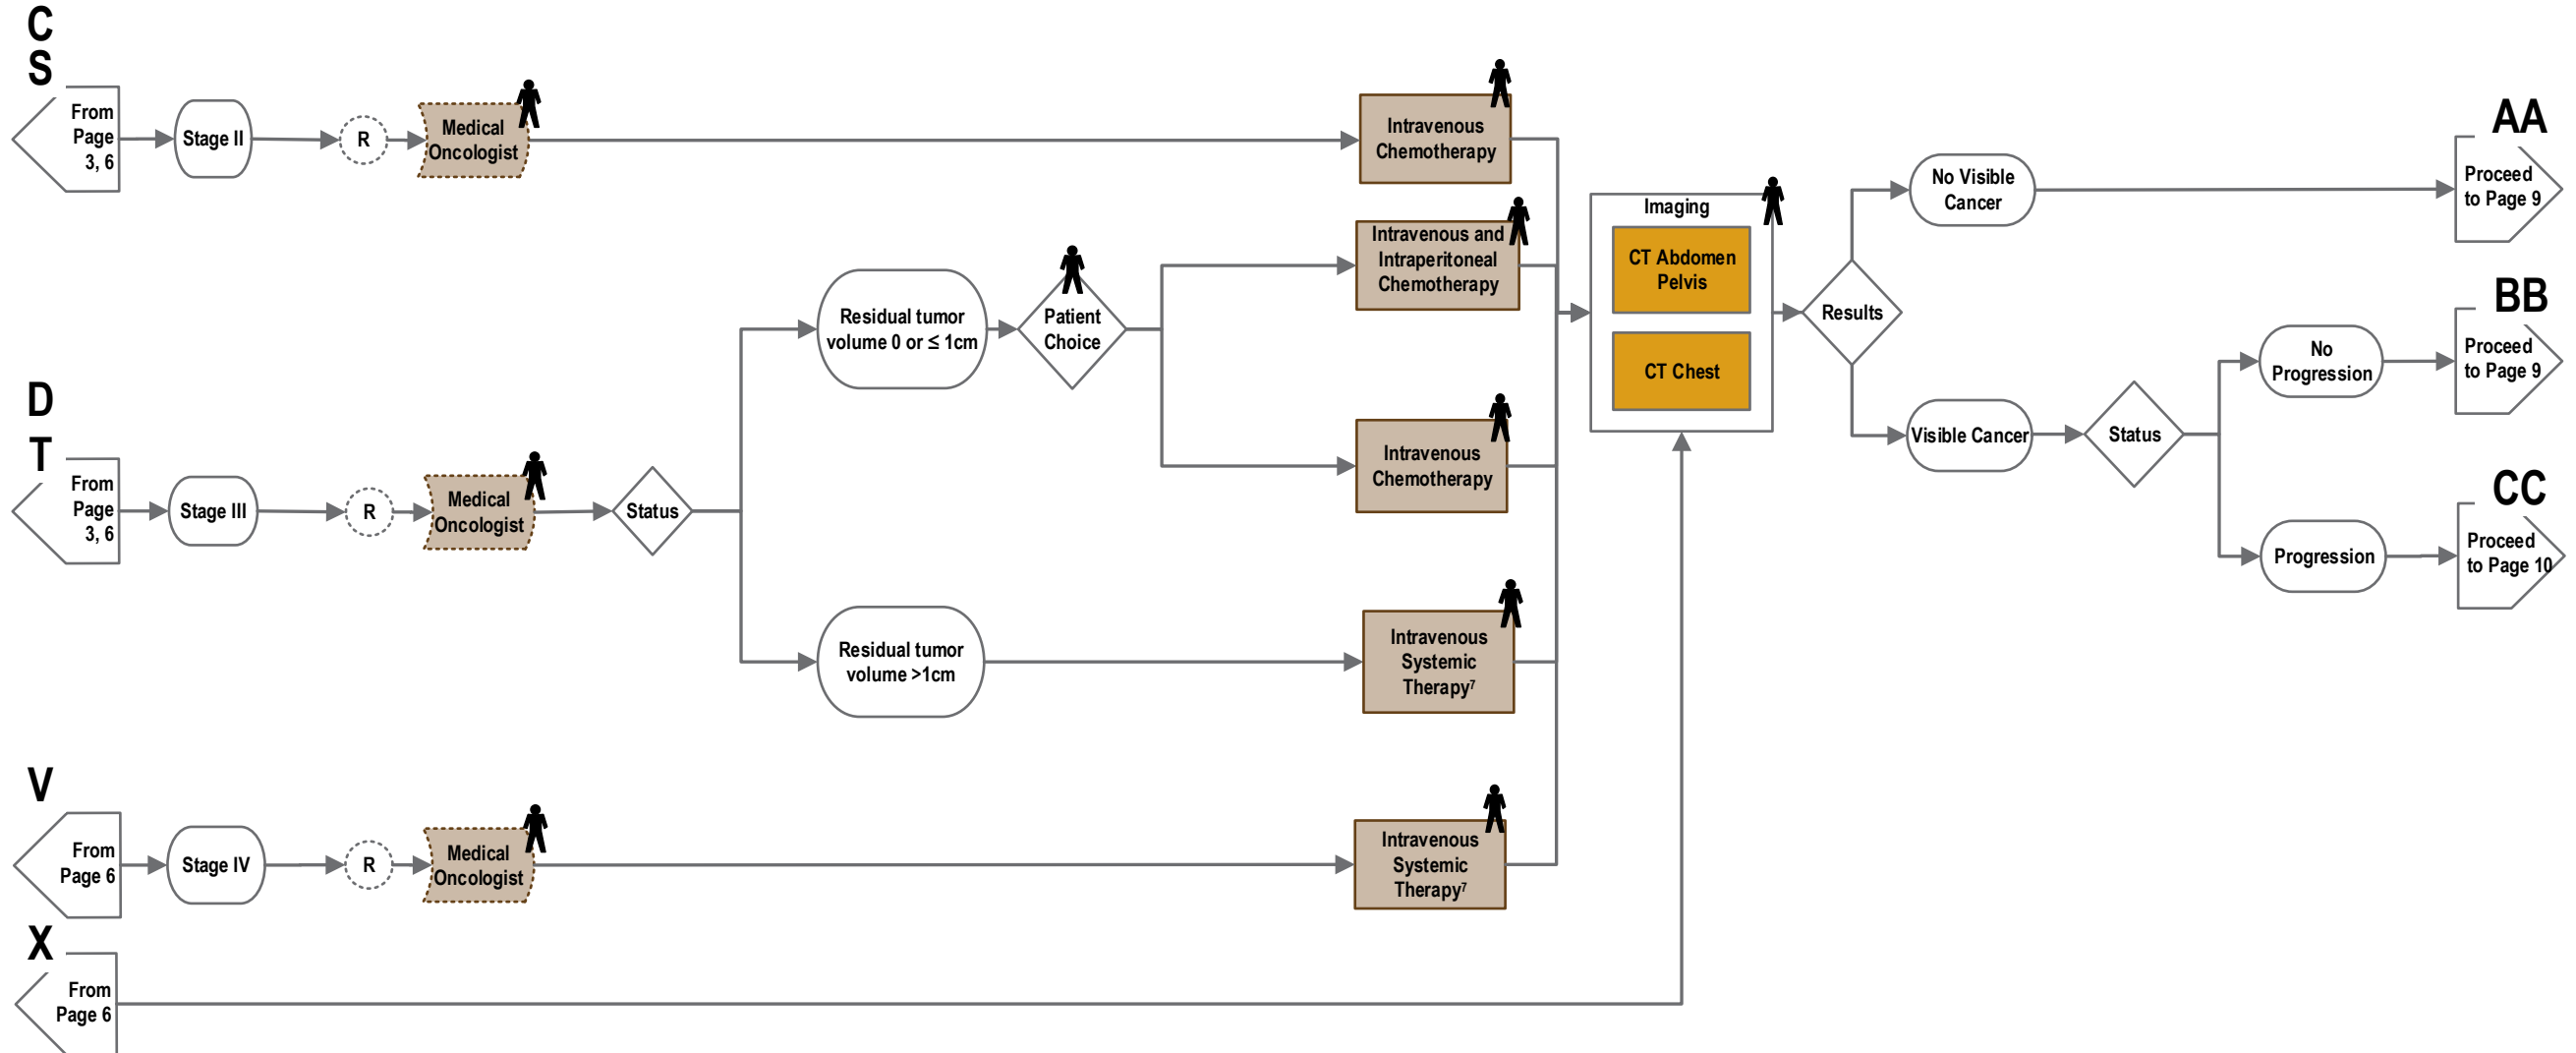 C
S
From
Page
3, 6
Stage II
R
Medical
Oncologist
Intravenous
Chemotherapy
D
T
From
Page
3, 6
Stage III
R
Medical
Oncologist
Status
Residual tumor
volume 0 or ≤ 1cm
Patient
Choice
Intravenous and
Intraperitoneal
Chemotherapy
Intravenous
Chemotherapy
Residual tumor
volume >1cm
Intravenous
Systemic
Therapy⁷
V
From
Page 6
Stage IV
R
Medical
Oncologist
Intravenous
Systemic
Therapy⁷
X
From
Page 6
Imaging
CT Abdomen
Pelvis
CT Chest
Results
No Visible
Cancer
AA
Proceed
to Page 9
Visible Cancer
Status
No
Progression
BB
Proceed
to Page 9
Progression
CC
Proceed
to Page 10